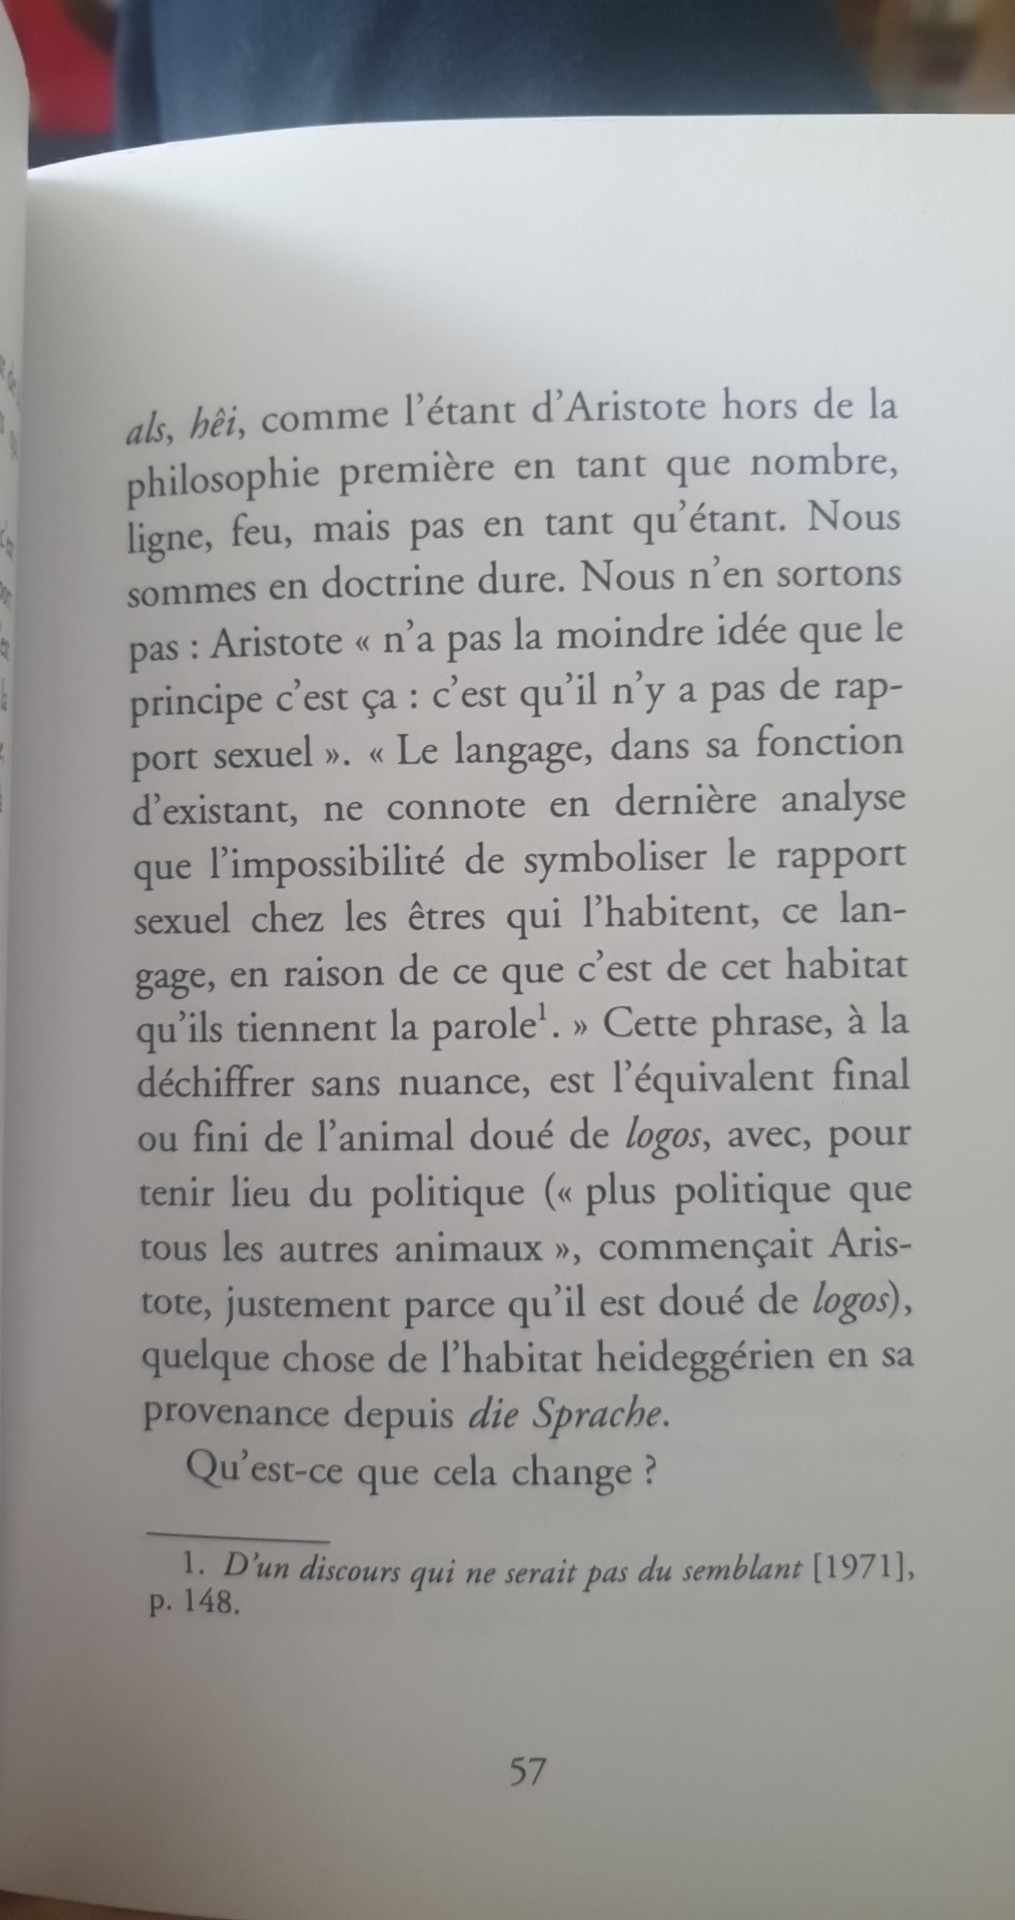 als, hêi, comme l'étant d'Aristote hors de la
philosophie première en tant que nombre,
ligne, feu, mais pas en tant qu'étant. Nous
sommes en doctrine dure. Nous n'en sortons
pas : Aristote « n'a pas la moindre idée que le
principe c'est ça : c'est qu'il n'y a pas de rap-
port sexuel ». « Le langage, dans sa fonction
d'existant, ne connote en dernière analyse
que l'impossibilité de symboliser le rapport
sexuel chez les êtres qui l'habitent, ce lan-
gage, en raison de ce que c'est de cet habitat
qu'ils tiennent la parole¹. » Cette phrase, à la
déchiffrer sans nuance, est l'équivalent final
ou fini de l'animal doué de logos, avec, pour
tenir lieu du politique (« plus politique que
tous les autres animaux », commençait Aris-
tote, justement parce qu'il est doué de logos),
quelque chose de l'habitat heideggérien en sa
provenance depuis die Sprache.
Qu'est-ce que cela change ?
1. D'un discours qui ne serait pas du semblant [1971],
p. 148.
57